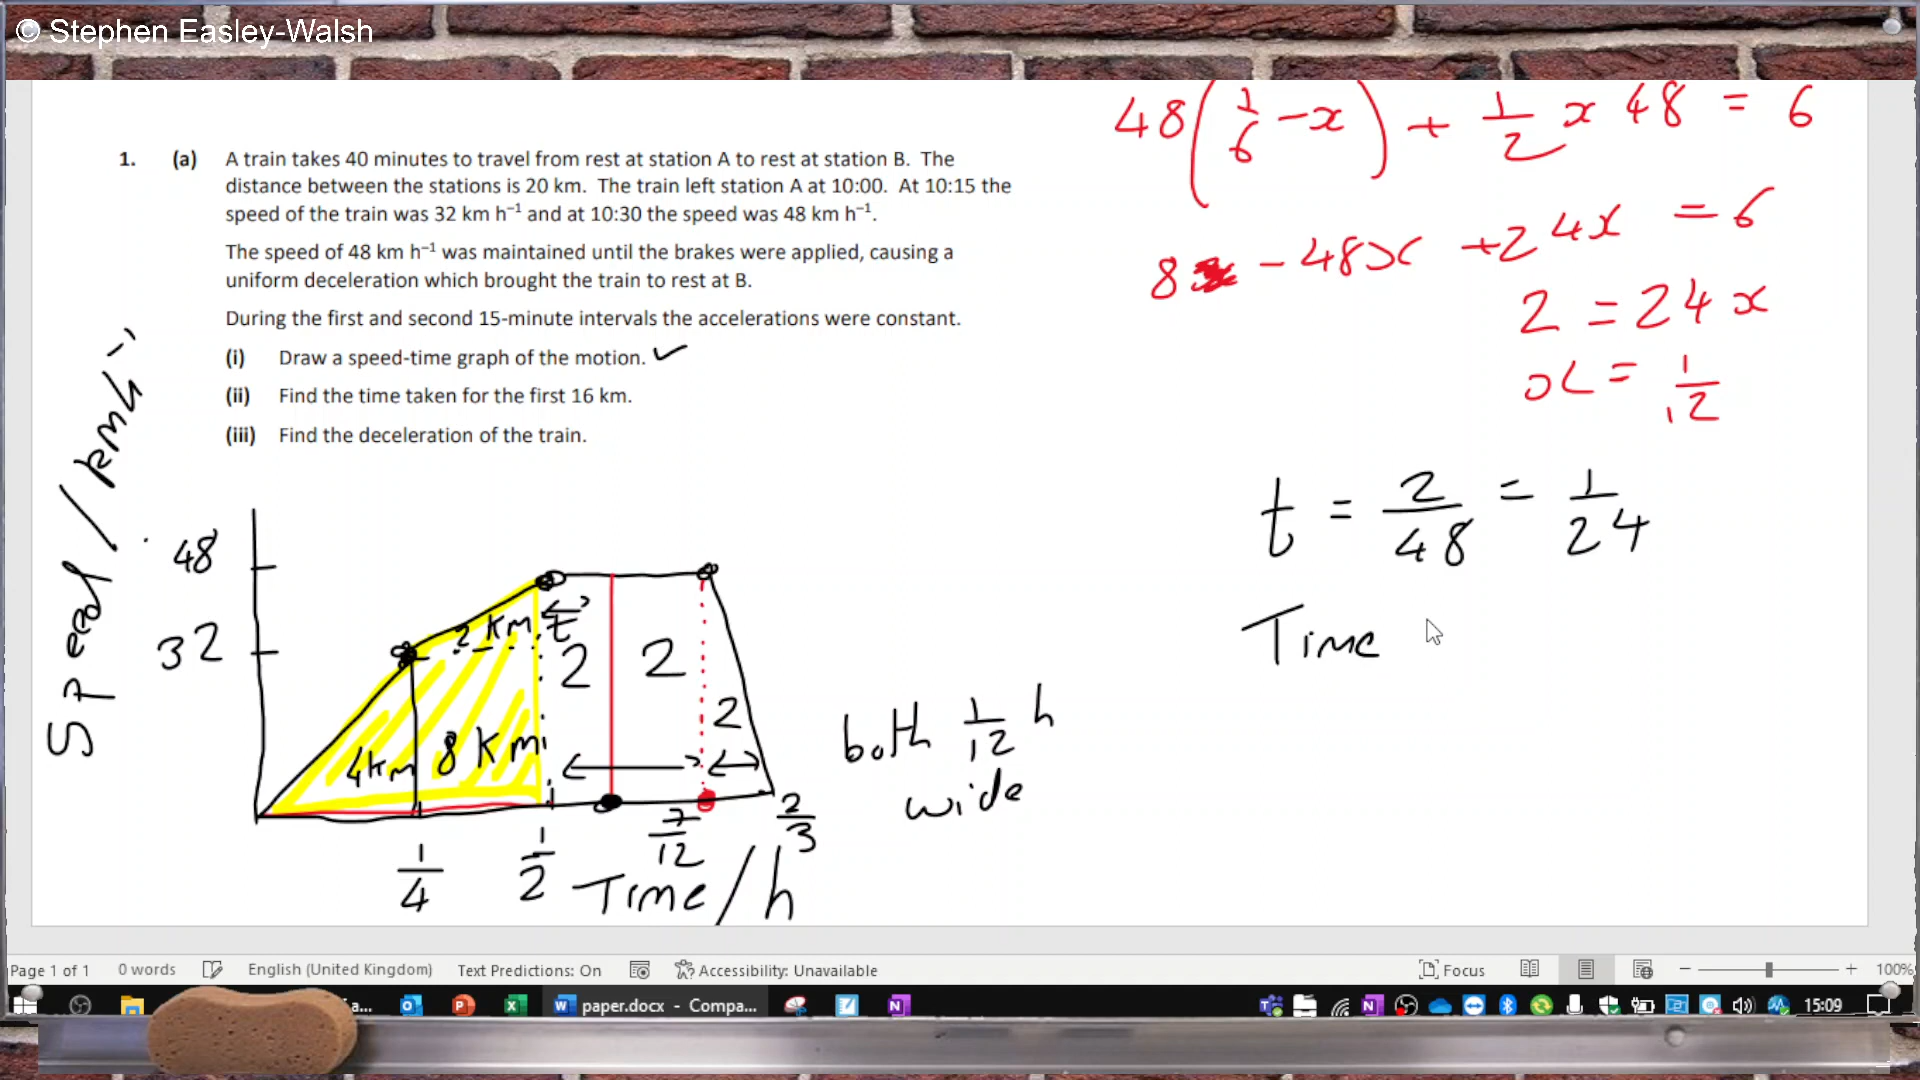 © Stephen Easley-Walsh
1. (a) A train takes 40 minutes to travel from rest at station A to rest at station B. The
distance between the stations is 20 km. The train left station A at 10:00. At 10:15 the
speed of the train was 32 km h⁻¹ and at 10:30 the speed was 48 km h⁻¹.
The speed of 48 km h⁻¹ was maintained until the brakes were applied, causing a
uniform deceleration which brought the train to rest at B.
During the first and second 15-minute intervals the accelerations were constant.
(i) Draw a speed-time graph of the motion. ✓
(ii) Find the time taken for the first 16 km.
(iii) Find the deceleration of the train.
48(1/6 - x) + 1/2 x 48 = 6
8 - 48x + 24x = 6
2 = 24x
x = 1/12
t = 2/48 = 1/24
Time
Speed / kmh⁻¹
48
32
2 km
t
2
2
2
4km
8 km
1/4
1/2
7/12
2/3
Time/h
both 1/12 h
wide
Page 1 of 1
0 words
English (United Kingdom)
Text Predictions: On
Accessibility: Unavailable
Focus
100%
a...
paper.docx - Compa...
15:09